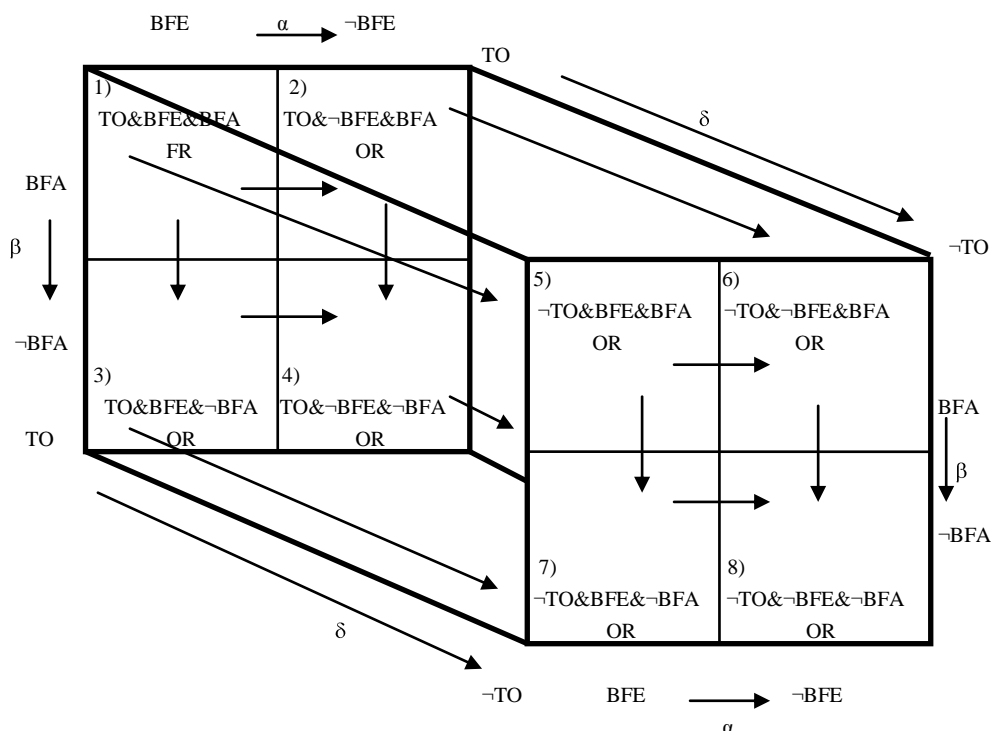 BFE α ¬BFE
TO
1) 2)
TO&BFE&BFA TO&¬BFE&BFA
FR OR
δ
BFA
β
¬BFA
¬TO
5) 6)
¬TO&BFE&BFA ¬TO&¬BFE&BFA
OR OR
3) 4)
TO&BFE&¬BFA TO&¬BFE&¬BFA
OR OR
TO
BFA
β
¬BFA
7) 8)
¬TO&BFE&¬BFA ¬TO&¬BFE&¬BFA
OR OR
δ
¬TO BFE ¬BFE
α